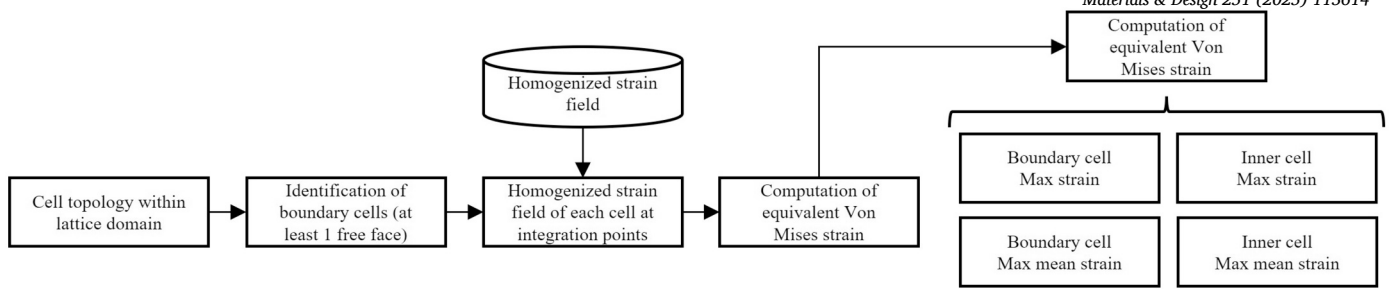 Materials & Design 231 (2023) 113614
Computation of
equivalent Von
Mises strain
Homogenized strain
field
Cell topology within
lattice domain
Identification of
boundary cells (at
least 1 free face)
Homogenized strain
field of each cell at
integration points
Computation of
equivalent Von
Mises strain
Boundary cell
Max strain
Inner cell
Max strain
Boundary cell
Max mean strain
Inner cell
Max mean strain